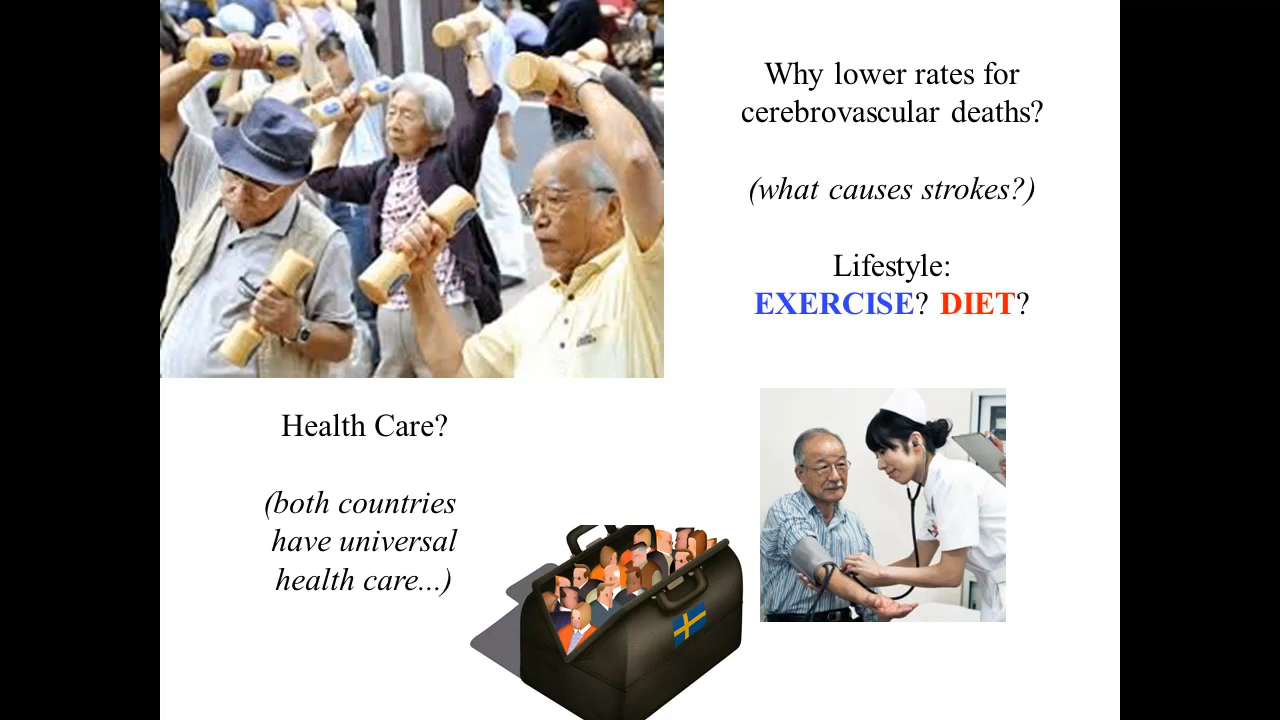 Why lower rates for
cerebrovascular deaths?
(what causes strokes?)
Lifestyle:
EXERCISE? DIET?
Health Care?
(both countries
have universal
health care...)